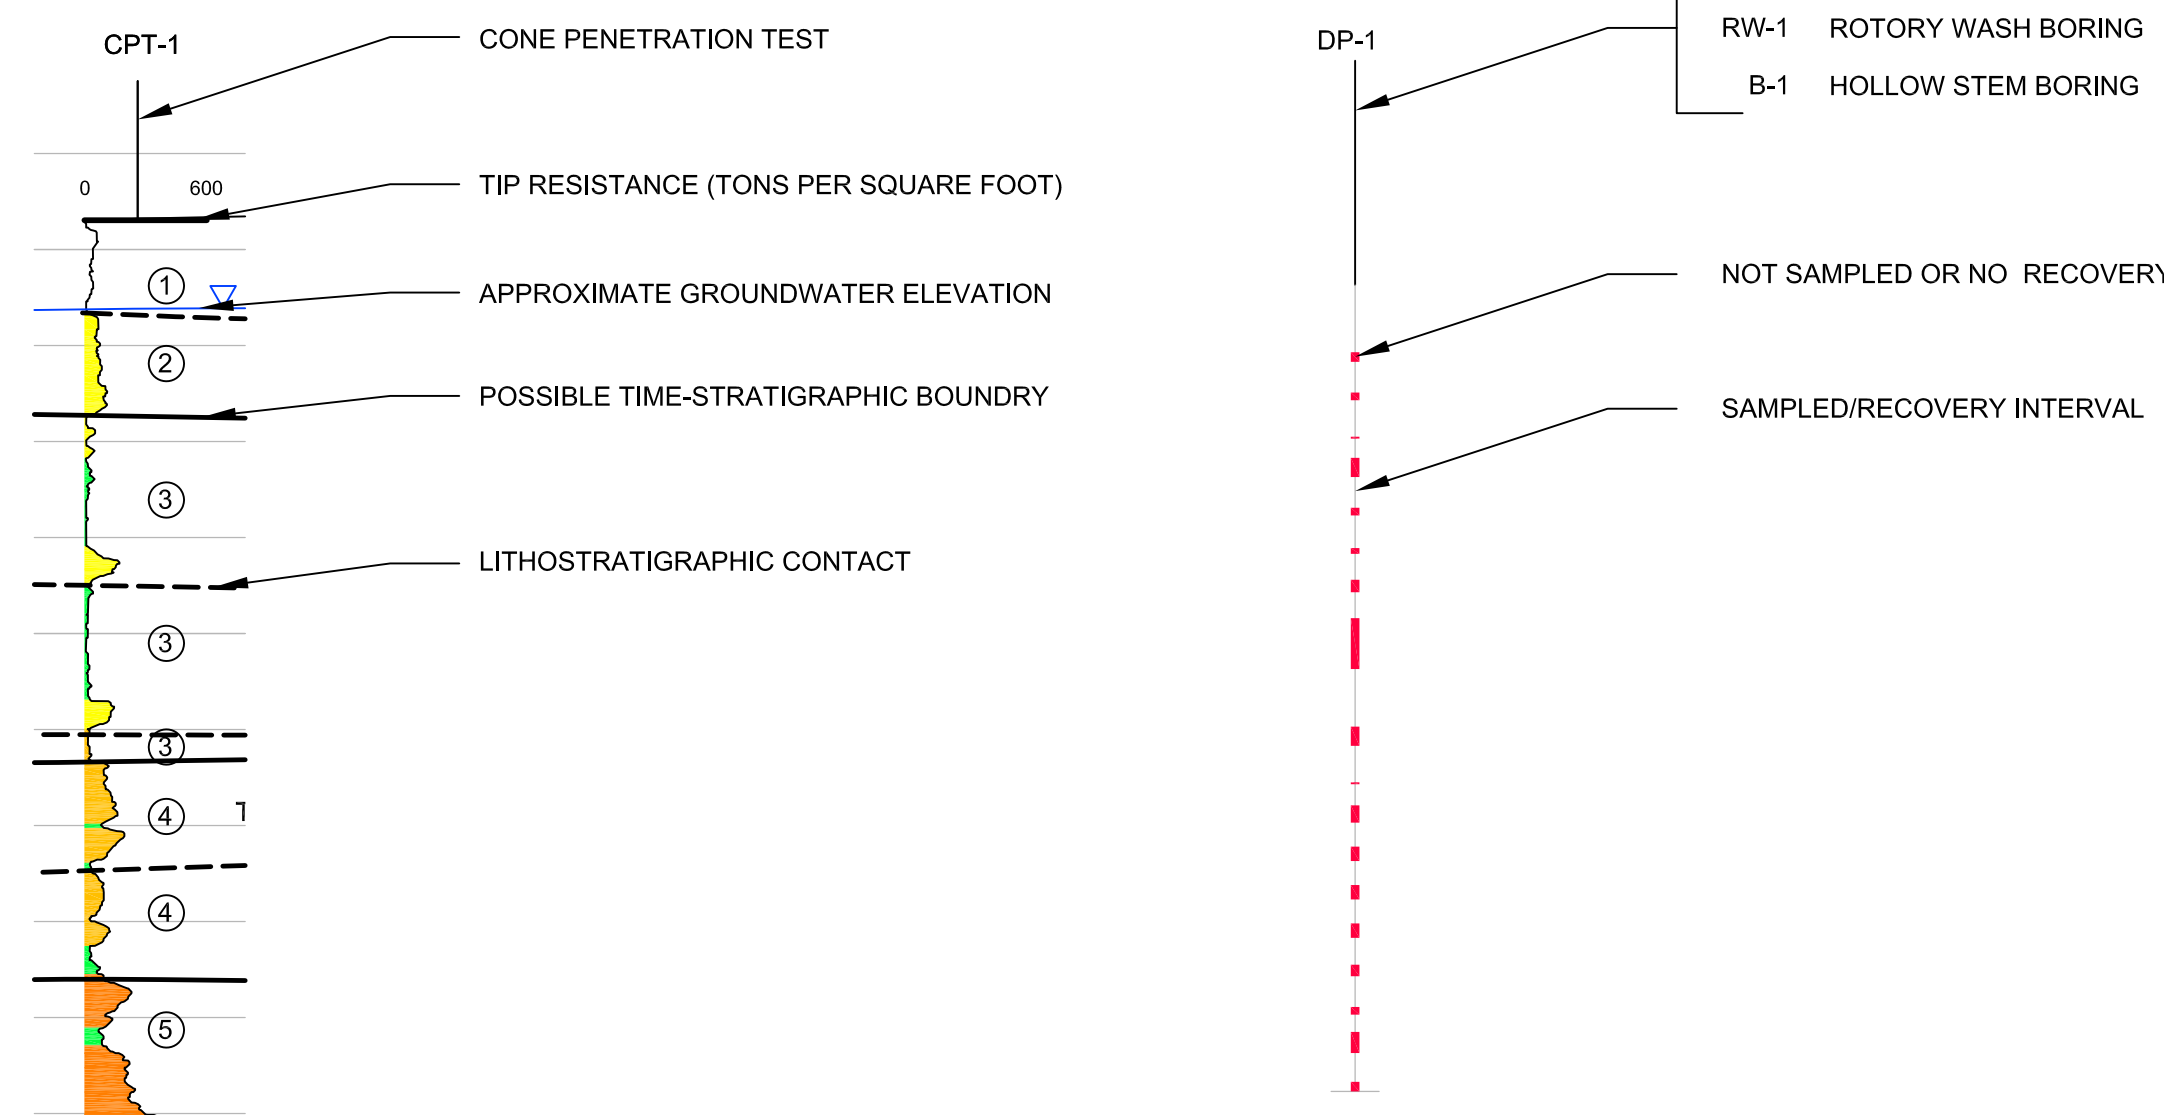 CPT-1
CONE PENETRATION TEST
0 600
TIP RESISTANCE (TONS PER SQUARE FOOT)
1
APPROXIMATE GROUNDWATER ELEVATION
2
POSSIBLE TIME-STRATIGRAPHIC BOUNDRY
3
LITHOSTRATIGRAPHIC CONTACT
3
3
4
4
5
DP-1
RW-1 ROTORY WASH BORING
B-1 HOLLOW STEM BORING
NOT SAMPLED OR NO RECOVERY
SAMPLED/RECOVERY INTERVAL